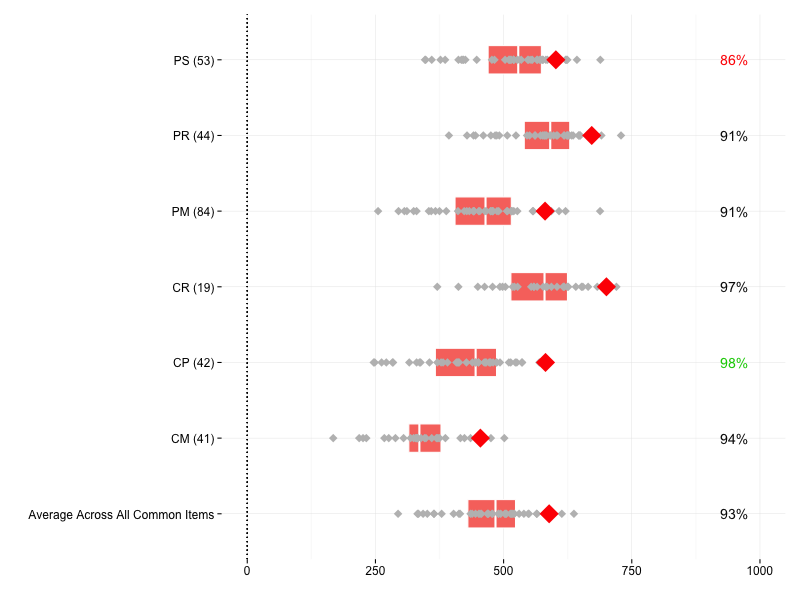 PS (53) 86%
PR (44) 91%
PM (84) 91%
CR (19) 97%
CP (42) 98%
CM (41) 94%
Average Across All Common Items 93%
0 250 500 750 1000